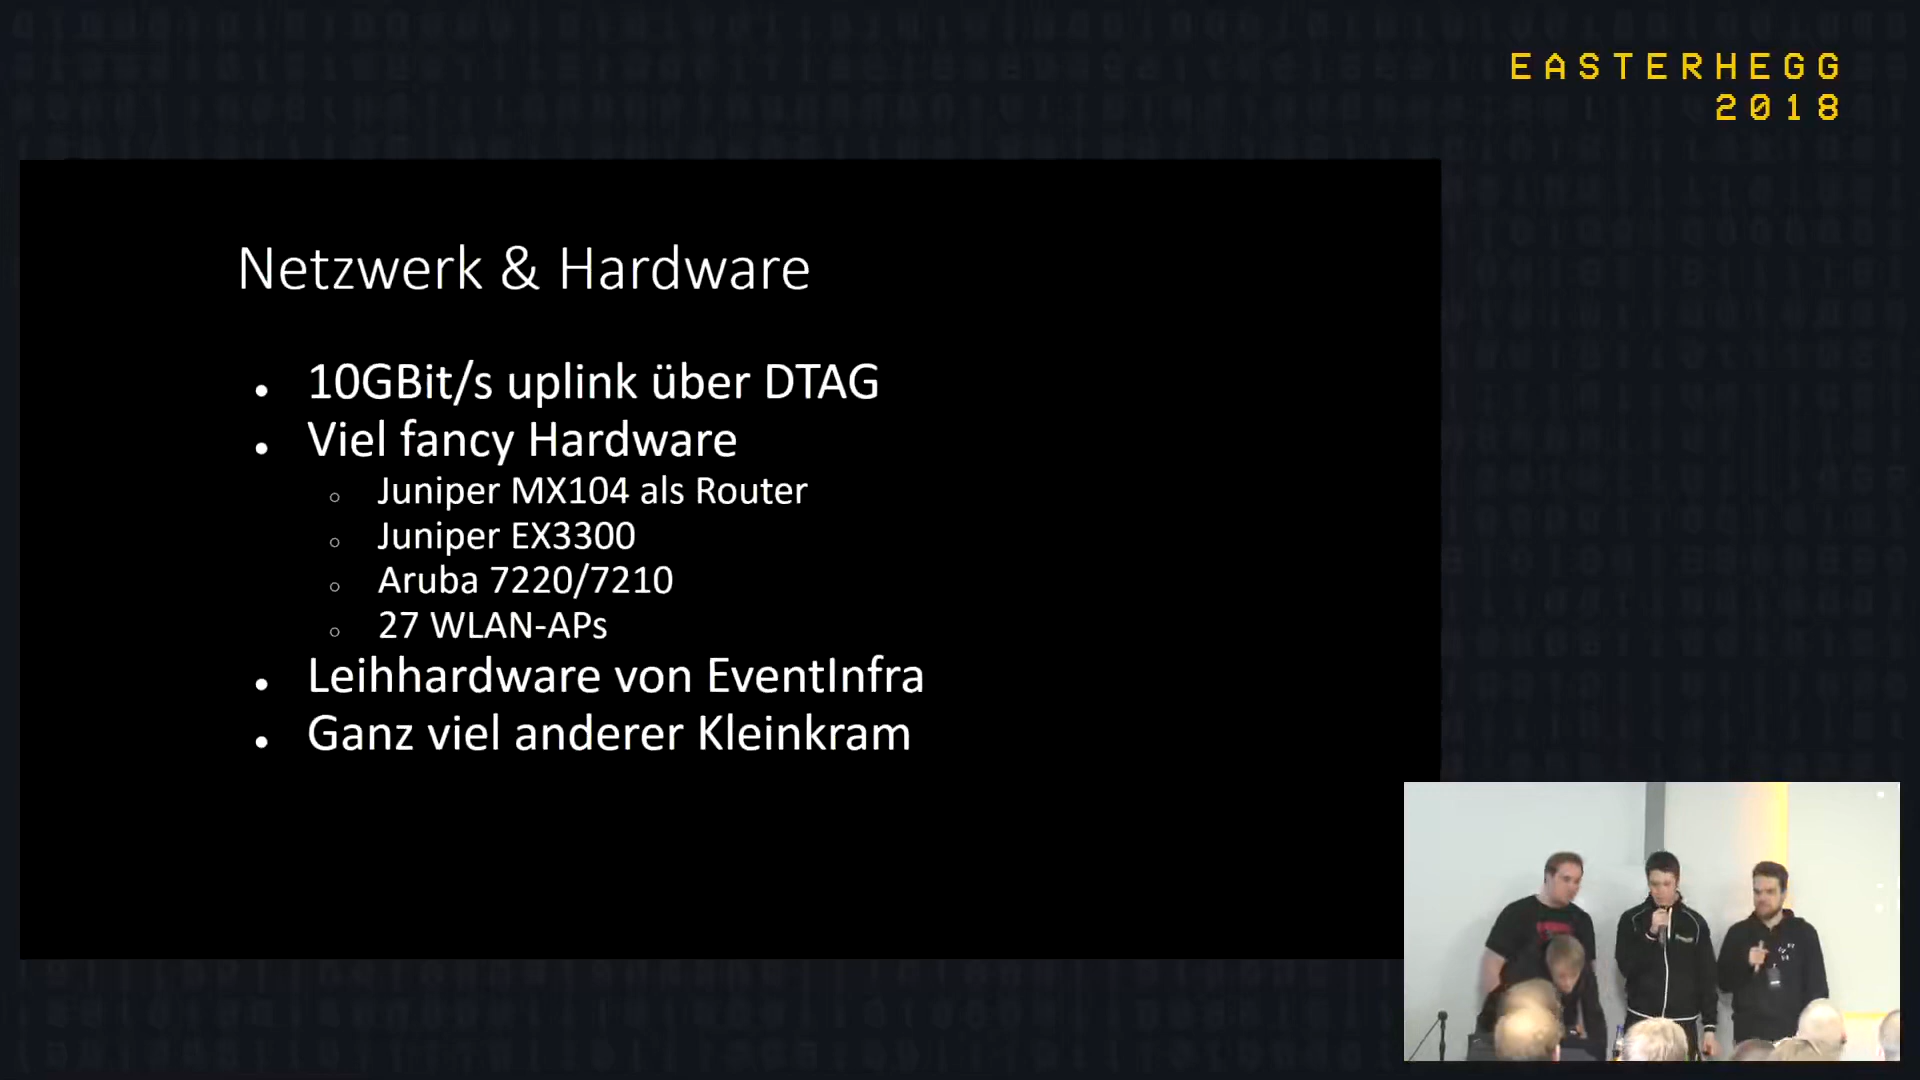 EASTERHEGG
2018
Netzwerk & Hardware
10GBit/s uplink über DTAG
Viel fancy Hardware
Juniper MX104 als Router
Juniper EX3300
Aruba 7220/7210
27 WLAN-APs
Leihhardware von EventInfra
Ganz viel anderer Kleinkram